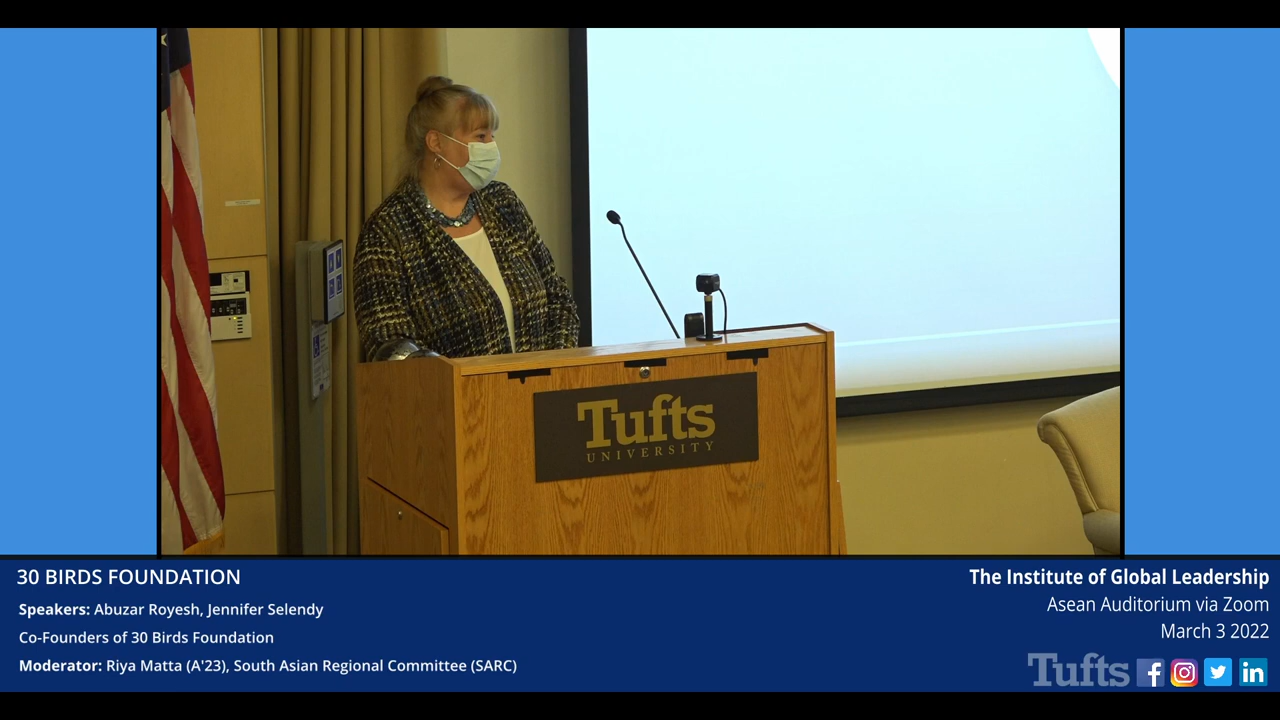 Tufts
UNIVERSITY
30 BIRDS FOUNDATION
Speakers: Abuzar Royesh, Jennifer Selendy
Co-Founders of 30 Birds Foundation
Moderator: Riya Matta (A'23), South Asian Regional Committee (SARC)
The Institute of Global Leadership
Asean Auditorium via Zoom
March 3 2022
Tufts